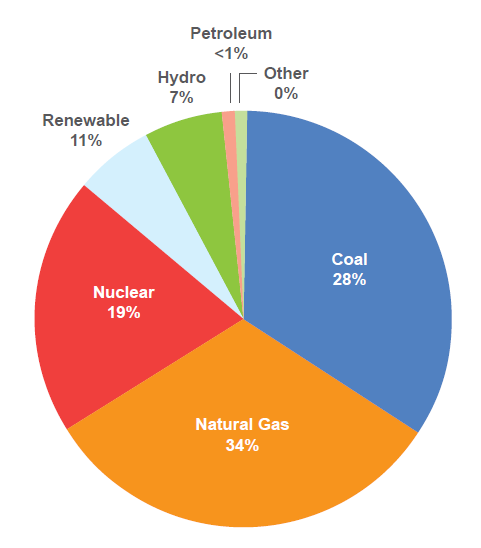 Petroleum
<1%
Other
0%
Hydro
7%
Renewable
11%
Coal
28%
Nuclear
19%
Natural Gas
34%